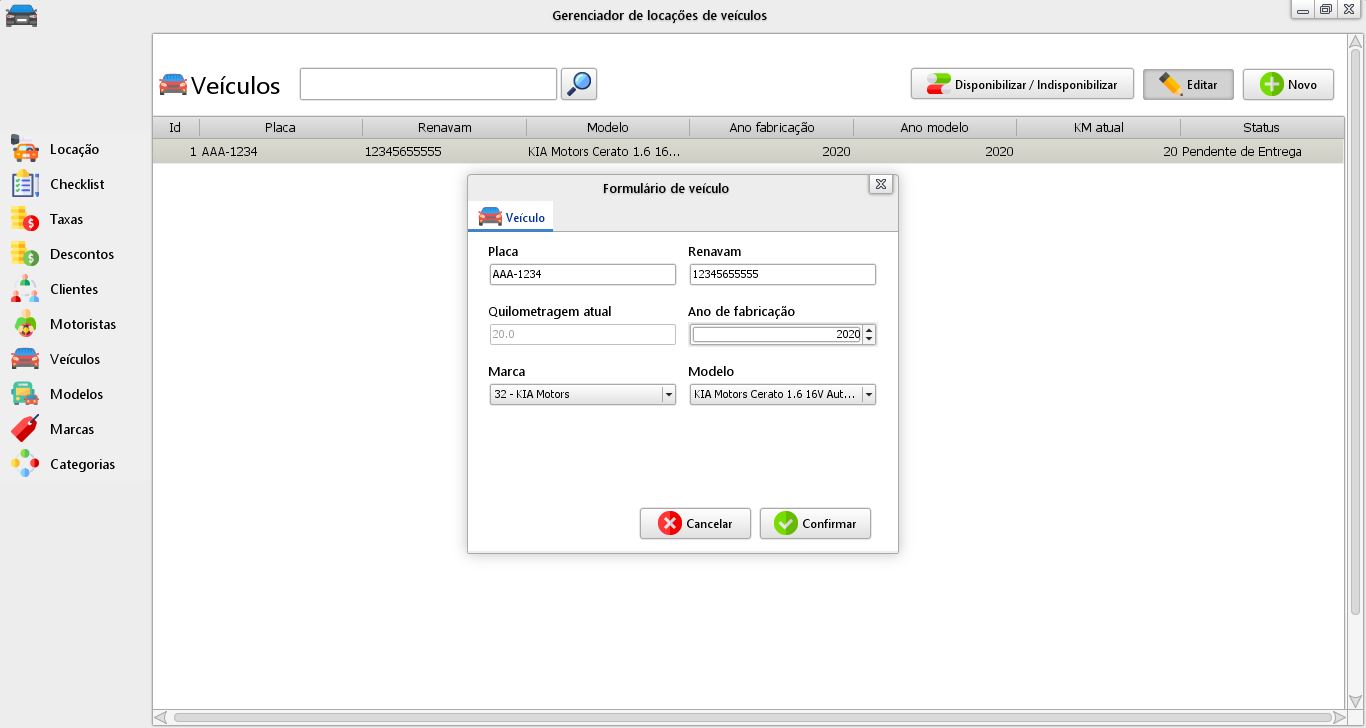 Gerenciador de locações de veículos
Veículos
Disponibilizar / Indisponibilizar
Editar
Novo
Locação
Checklist
Taxas
Descontos
Clientes
Motoristas
Veículos
Modelos
Marcas
Categorias
Id Placa Renavam Modelo Ano fabricação Ano modelo KM atual Status
1 AAA-1234 12345655555 KIA Motors Cerato 1.6 16... 2020 2020 20 Pendente de Entrega
Formulário de veículo
Veículo
Placa Renavam
AAA-1234 12345655555
Quilometragem atual Ano de fabricação
20.0 2020
Marca Modelo
32 - KIA Motors KIA Motors Cerato 1.6 16V Aut...
Cancelar Confirmar